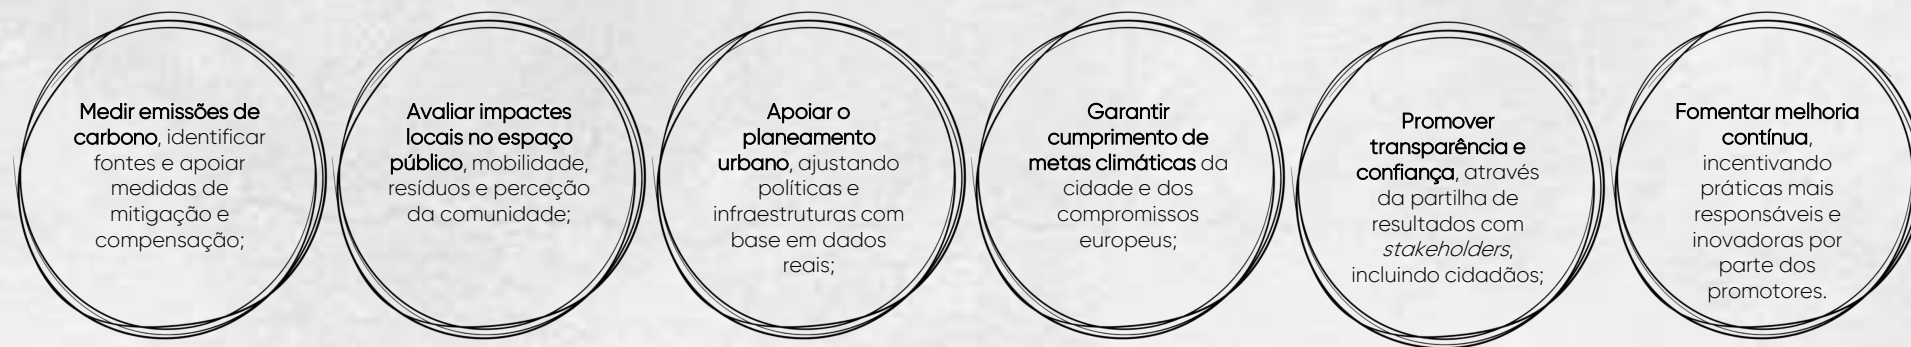 Medir emissões de
carbono, identificar
fontes e apoiar
medidas de
mitigação e
compensação;
Avaliar impactes
locais no espaço
público, mobilidade,
resíduos e perceção
da comunidade;
Apoiar o
planeamento
urbano, ajustando
políticas e
infraestruturas com
base em dados
reais;
Garantir
cumprimento de
metas climáticas da
cidade e dos
compromissos
europeus;
Promover
transparência e
confiança, através
da partilha de
resultados com
stakeholders,
incluindo cidadãos;
Fomentar melhoria
contínua,
incentivando
práticas mais
responsáveis e
inovadoras por
parte dos
promotores.